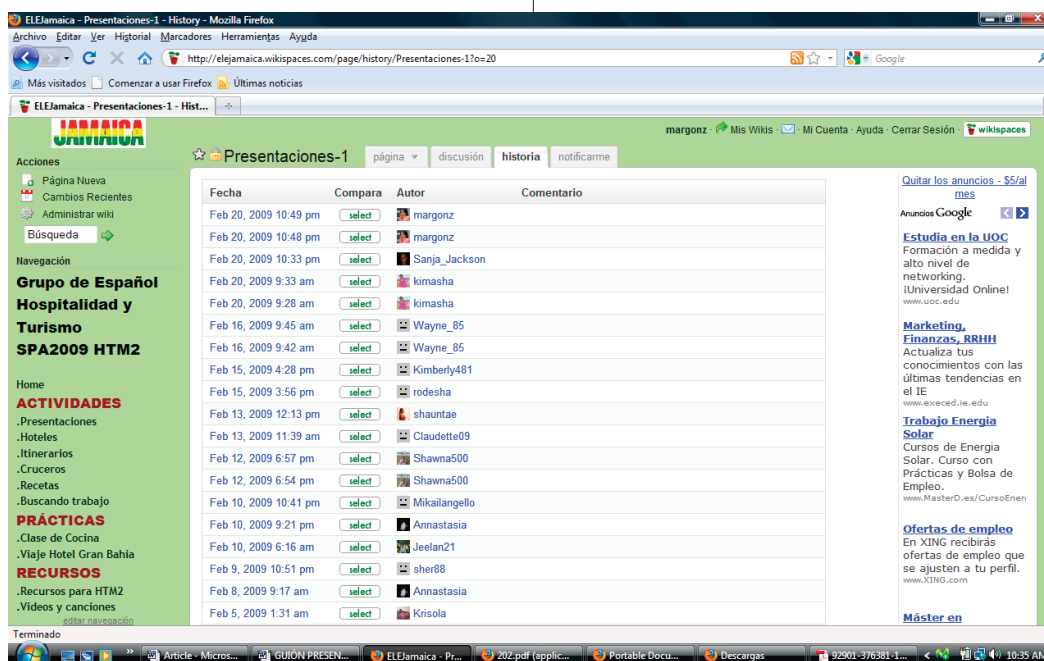 ELEJamaica - Presentaciones-1 - History - Mozilla Firefox
Archivo Editar Ver Historial Marcadores Herramientas Ayuda
http://elejamaica.wikispaces.com/page/history/Presentaciones-1?o=20
Google
Más visitados Comenzar a usar Firefox Últimas noticias
ELEJamaica - Presentaciones-1 - Hist...
JAMAICA
margonz · Mis Wikis · Mi Cuenta · Ayuda · Cerrar Sesión · wikispaces
Acciones
Página Nueva
Cambios Recientes
Administrar wiki
Búsqueda
Navegación
Grupo de Español
Hospitalidad y
Turismo
SPA2009 HTM2
Home
ACTIVIDADES
.Presentaciones
.Hoteles
.Itinerarios
.Cruceros
.Recetas
.Buscando trabajo
PRÁCTICAS
.Clase de Cocina
.Viaje Hotel Gran Bahia
RECURSOS
.Recursos para HTM2
.Videos y canciones
editar navegación
Presentaciones-1 página discusión historia notificarme
Fecha Compara Autor Comentario
Feb 20, 2009 10:49 pm select margonz
Feb 20, 2009 10:48 pm select margonz
Feb 20, 2009 10:33 pm select Sanja_Jackson
Feb 20, 2009 9:33 am select kimasha
Feb 20, 2009 9:28 am select kimasha
Feb 16, 2009 9:45 am select Wayne_85
Feb 16, 2009 9:42 am select Wayne_85
Feb 15, 2009 4:28 pm select Kimberly481
Feb 15, 2009 3:56 pm select rodesha
Feb 13, 2009 12:13 pm select shauntae
Feb 13, 2009 11:39 am select Claudette09
Feb 12, 2009 6:57 pm select Shawna500
Feb 12, 2009 6:54 pm select Shawna500
Feb 10, 2009 10:41 pm select Mikailangello
Feb 10, 2009 9:21 pm select Annastasia
Feb 10, 2009 6:16 am select Jeelan21
Feb 9, 2009 10:51 pm select sher88
Feb 8, 2009 9:17 am select Annastasia
Feb 5, 2009 1:31 am select Krisola
Quitar los anuncios - $5/al
mes
Anuncios Google
Estudia en la UOC
Formación a medida y
alto nivel de
networking.
¡Universidad Online!
www.uoc.edu
Marketing,
Finanzas, RRHH
Actualiza tus
conocimientos con las
últimas tendencias en
el IE
www.execed.ie.edu
Trabajo Energia
Solar
Cursos de Energia
Solar. Curso con
Prácticas y Bolsa de
Empleo.
www.MasterD.es/CursoEner
Ofertas de empleo
En XING recibirás
ofertas de empleo que
se ajusten a tu perfil.
www.XING.com
Máster en
Terminado
Article - Micros... GUIÓN PRESEN... ELEJamaica - Pr... 202.pdf (applic... Portable Docu... Descargas 92901-376381-1... 10:35 AM